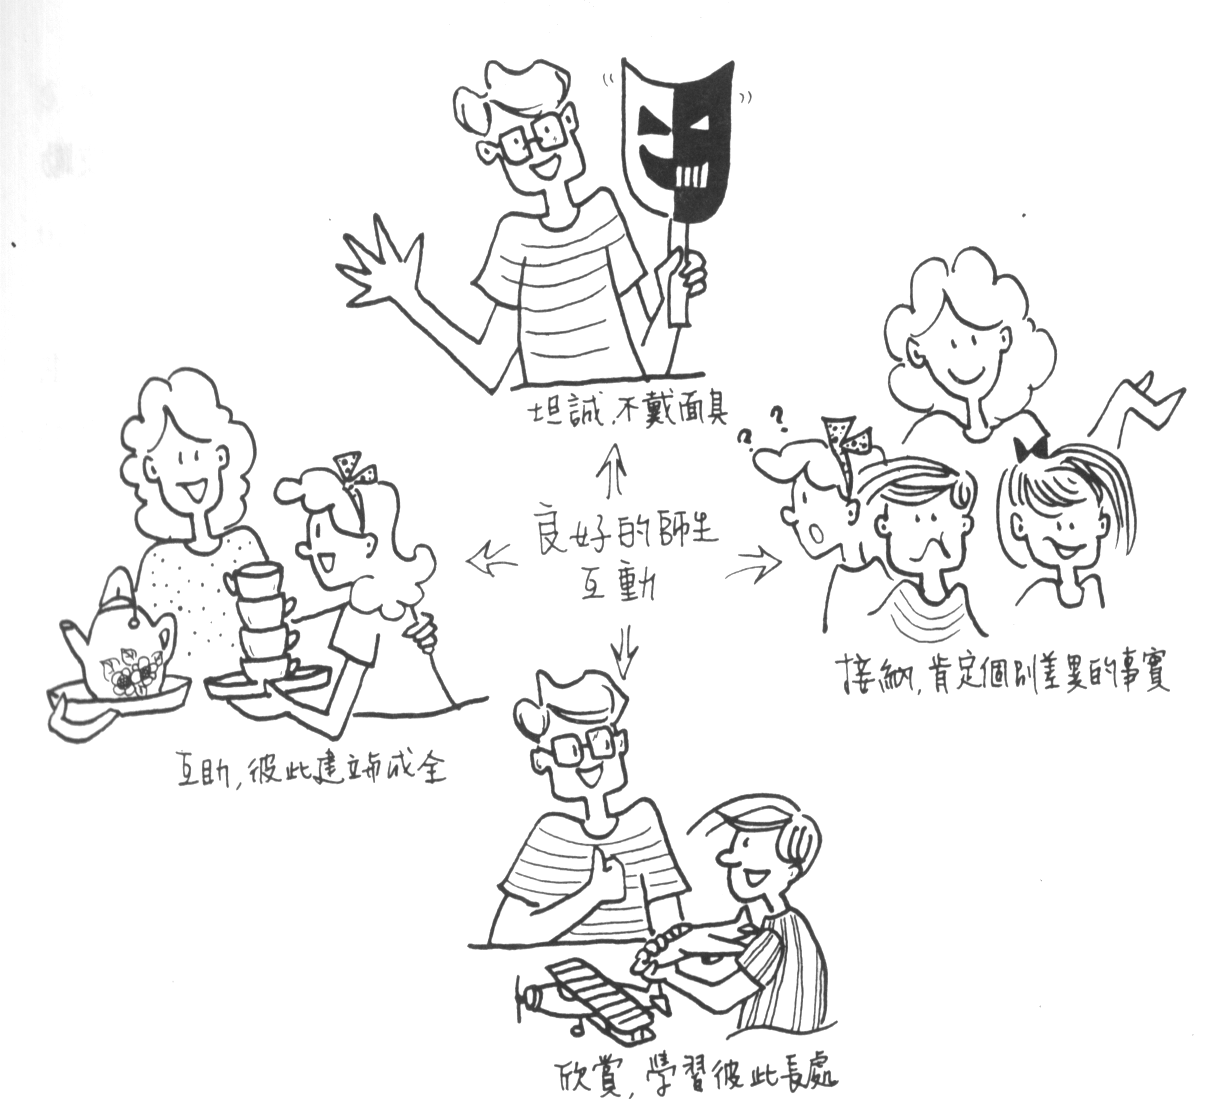 坦誠,不戴面具
??
良好的師生
互動
接納,肯定個別差異的事實
互助,彼此建立而成全
欣賞,學習彼此長處